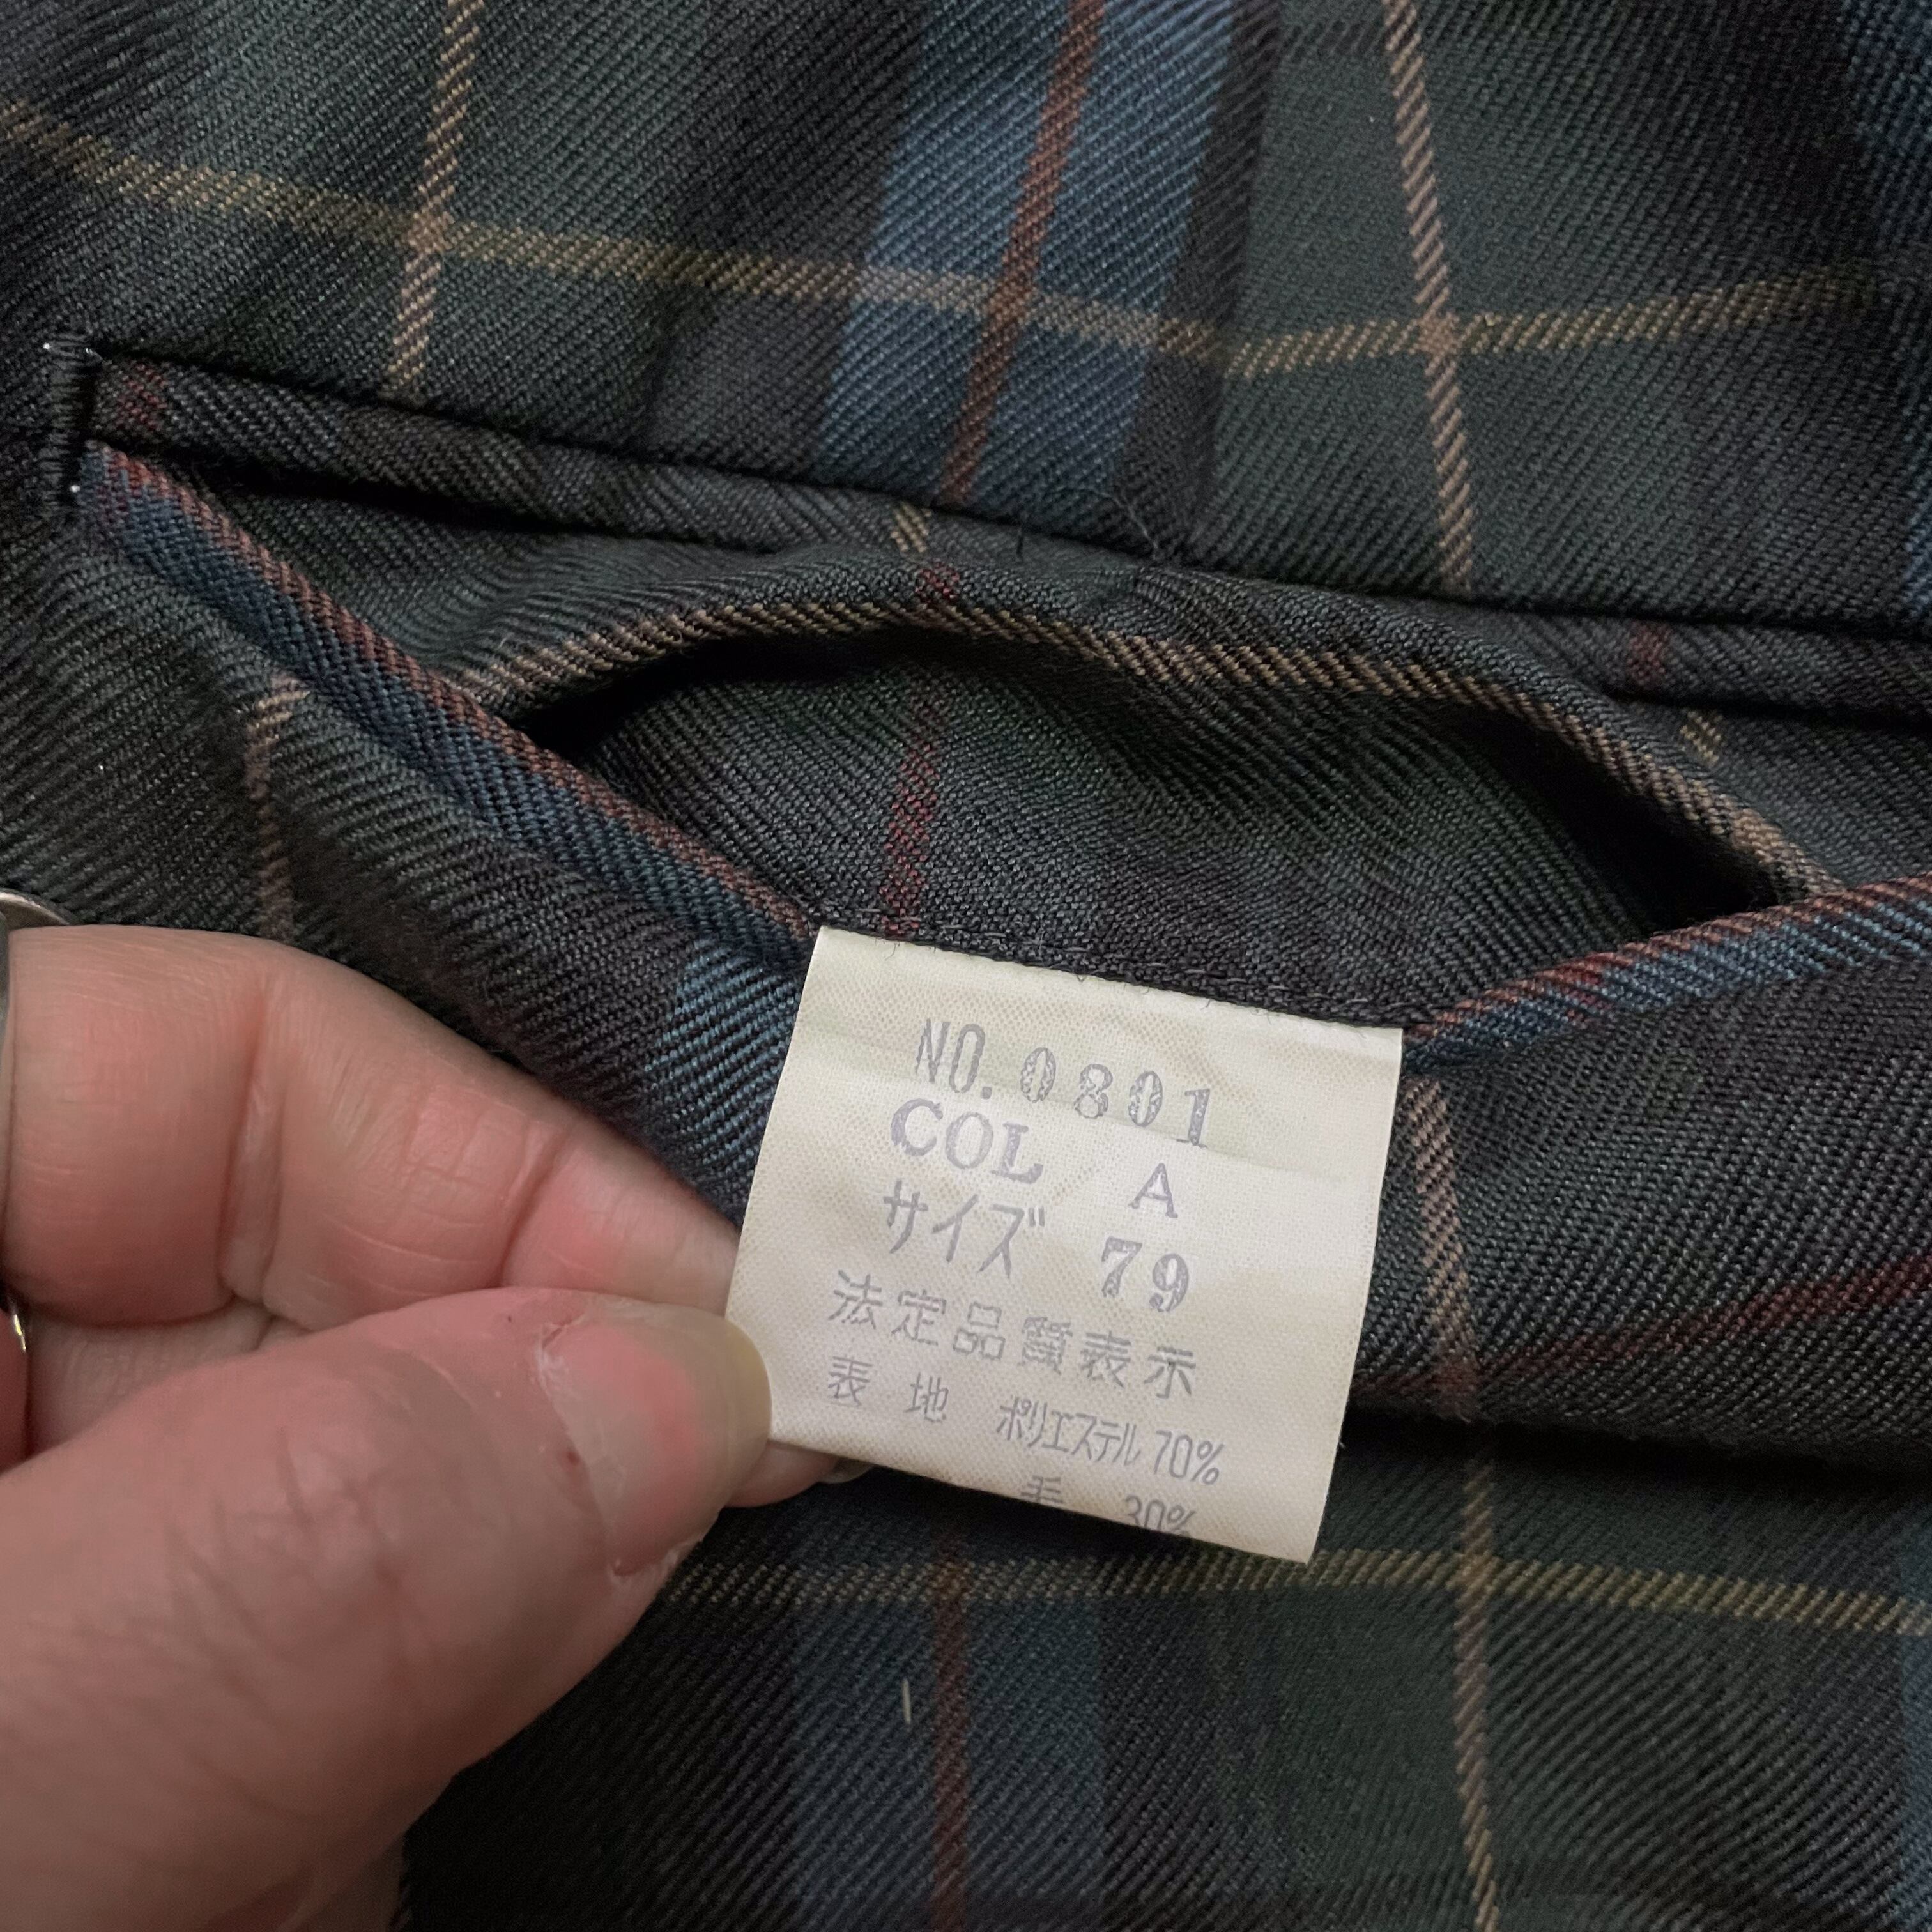 NO. 0801
COL A
サイズ 79
法定品質表示
表 地 ポリエステル 70%
毛 30%